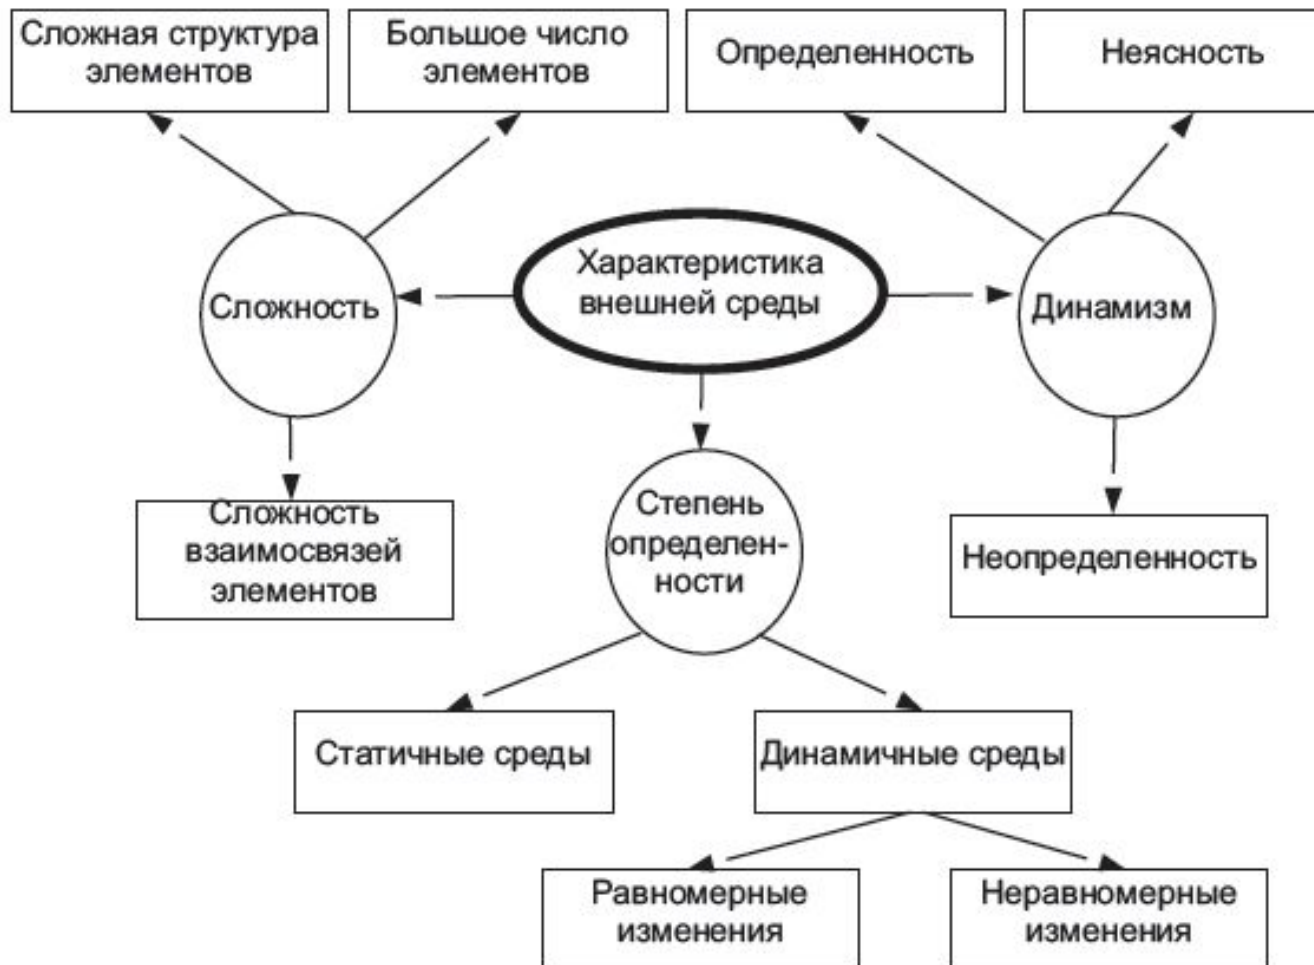 Сложная структура
элементов
Большое число
элементов
Определенность
Неясность
Сложность
Характеристика
внешней среды
Динамизм
Сложность
взаимосвязей
элементов
Степень
определен-
ности
Неопределенность
Статичные среды
Динамичные среды
Равномерные
изменения
Неравномерные
изменения